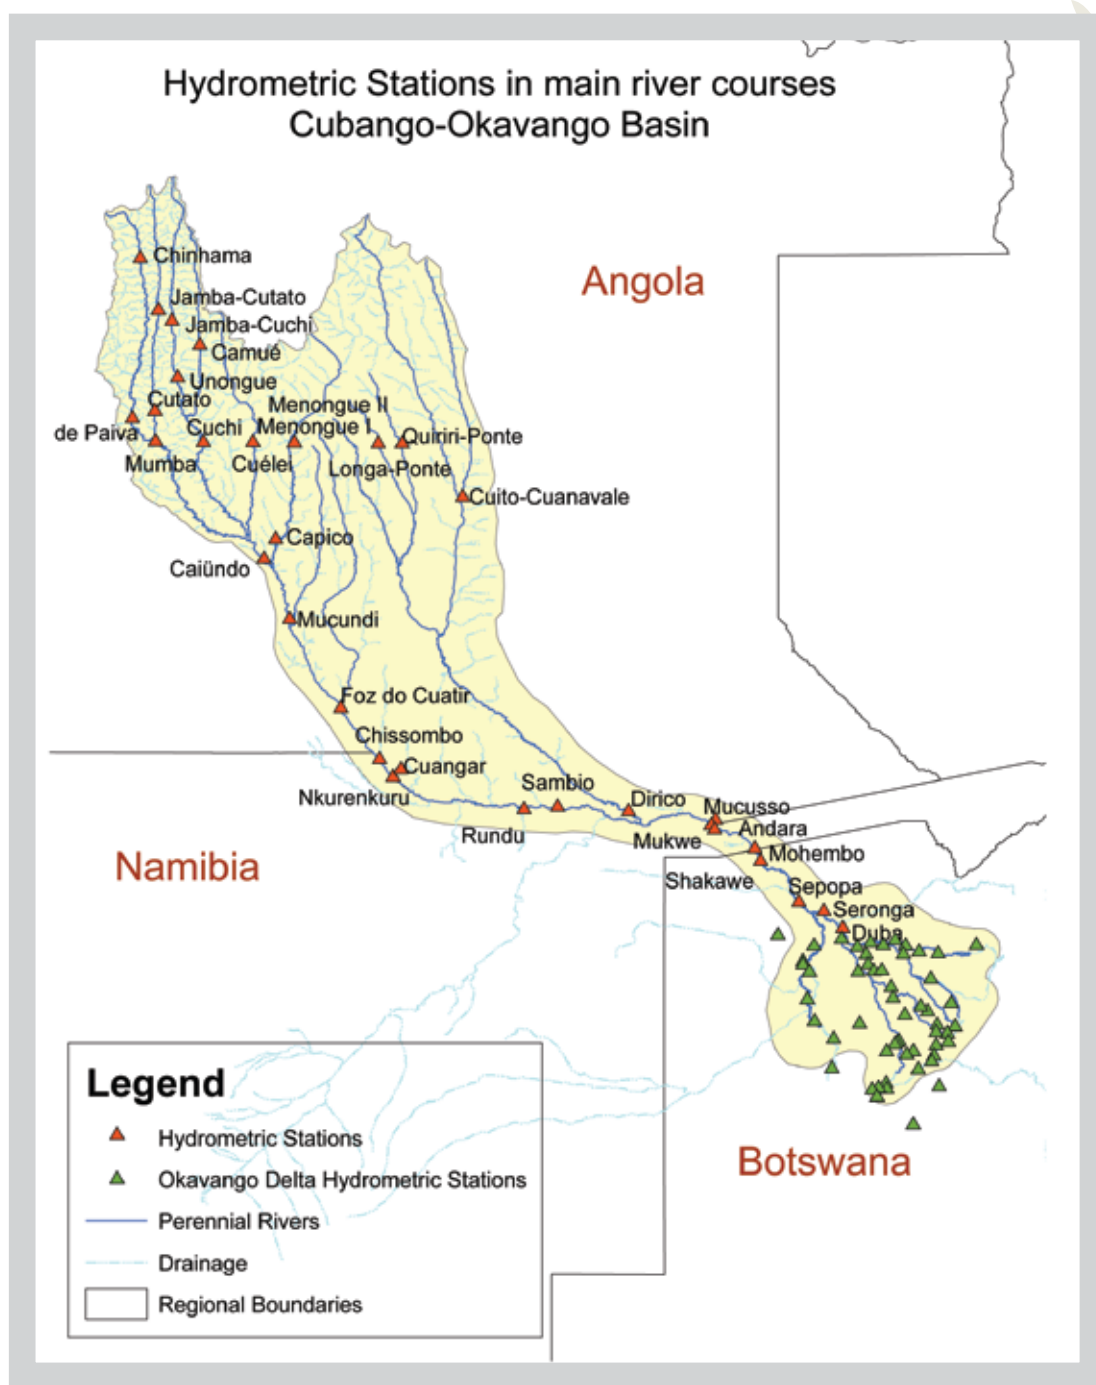 Hydrometric Stations in main river courses
Cubango-Okavango Basin
Angola
Chinhama
Jamba-Cutato
Jamba-Cuchi
Camué
Unongue
Cutato
Menongue II
de Paiva
Cuchi
Menongue I
Quiriri-Ponte
Mumba
Cuélei
Longa-Ponte
Cuito-Cuanavale
Capico
Caiündo
Mucundi
Foz do Cuatir
Chissombo
Cuangar
Nkurenkuru
Sambio
Rundu
Dirico
Mucusso
Mukwe
Andara
Mohembo
Shakawe
Sepopa
Seronga
Duba
Namibia
Botswana
Legend
Hydrometric Stations
Okavango Delta Hydrometric Stations
Perennial Rivers
Drainage
Regional Boundaries